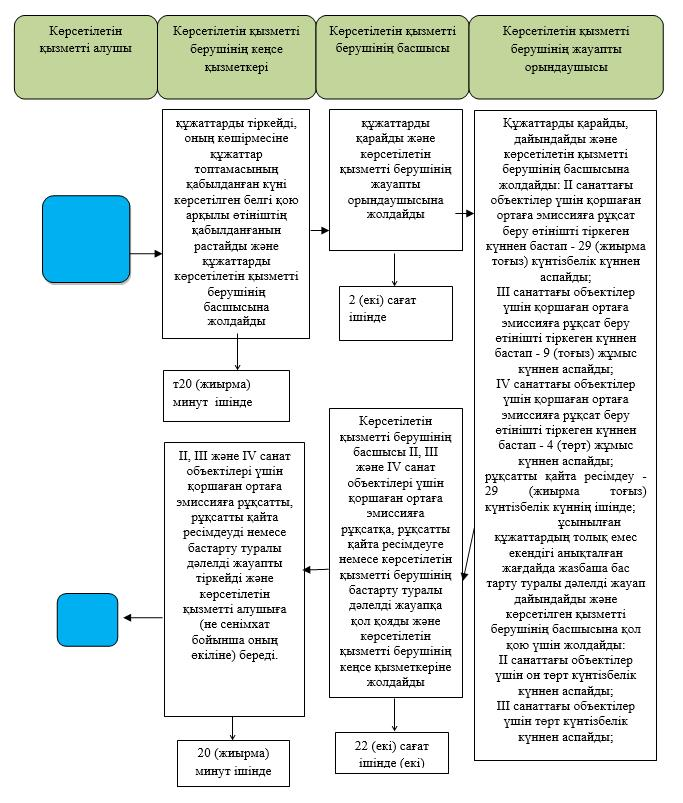 Көрсетілетін
қызметті алушы
Көрсетілетін қызметті
берушінің кеңсе
қызметкері
Көрсетілетін қызметті
берушінің басшысы
Көрсетілетін қызметті
берушінің жауапты
орындаушысы
құжаттарды тіркейді,
оның көшірмесіне
құжаттар
топтамасының
қабылданған күні
көрсетілген белгі қою
арқылы өтініштің
қабылданғанын
растайды және
құжаттарды
көрсетілетін қызметті
берушінің
басшысына
жолдайды
т20 (жиырма)
минут ішінде
құжаттарды
қарайды және
көрсетілетін
қызметті берушінің
жауапты
орындаушысына
жолдайды
2 (екі) сағат
ішінде
Құжаттарды қарайды,
дайындайды және
көрсетілетін қызметті
берушінің басшысына
жолдайды: II санаттағы
объектілер үшін қоршаған
ортаға эмиссияға рұқсат
беру өтінішті тіркеген
күннен бастап - 29 (жиырма
тоғыз) күнтізбелік күннен
аспайды;
III санаттағы объектілер
үшін қоршаған ортаға
эмиссияға рұқсат беру
өтінішті тіркеген күннен
бастап - 9 (тоғыз) жұмыс
күннен аспайды;
IV санаттағы объектілер
үшін қоршаған ортаға
эмиссияға рұқсат беру
өтінішті тіркеген күннен
бастап - 4 (төрт) жұмыс
күннен аспайды;
рұқсатты қайта ресімдеу -
29 (жиырма тоғыз)
күнтізбелік күннің ішінде;
ұсынылған
құжаттардың толық емес
екендігі анықталған
жағдайда жазбаша бас
тарту туралы дәлелді жауап
дайындайды және
көрсетілген қызметті
берушінің басшысына қол
қою үшін жолдайды:
II санаттағы объектілер
үшін он төрт күнтізбелік
күннен аспайды;
III санаттағы объектілер
үшін төрт күнтізбелік
күннен аспайды;
Көрсетілетін
қызметті берушінің
басшысы II, III
және IV санат
объектілері үшін
қоршаған ортаға
эмиссияға
рұқсатқа, рұқсатты
қайта ресімдеуге
немесе көрсетілетін
қызметті берушінің
бастарту туралы
дәлелді жауапқа
қол қояды және
көрсетілетін
қызметті берушінің
кеңсе қызметкеріне
жолдайды
22 (екі) сағат
ішінде (екі)
II, III және IV санат
объектілері үшін
қоршаған ортаға
эмиссияға рұқсатты,
рұқсатты қайта
ресімдеуді немесе
бастарту туралы
дәлелді жауапты
тіркейді және
көрсетілетін
қызметті алушыға
(не сенімхат
бойынша оның
өкіліне) береді.
20 (жиырма)
минут ішінде